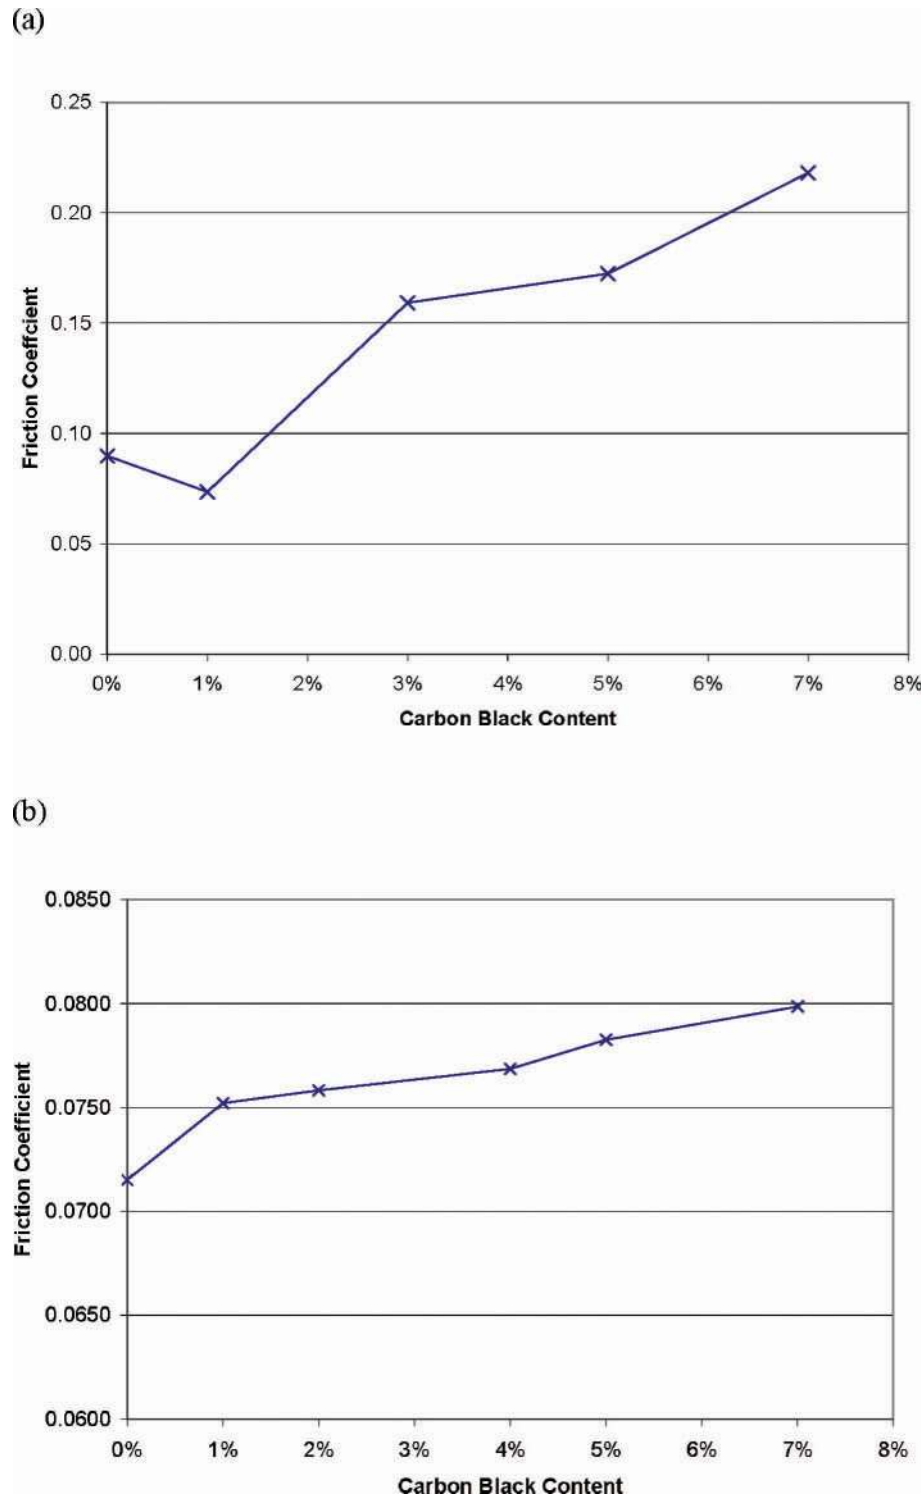 (a)
0.25
0.20
0.15
0.10
0.05
0.00
Friction Coeffcient
0% 1% 2% 3% 4% 5% 6% 7% 8%
Carbon Black Content
(b)
0.0850
0.0800
0.0750
0.0700
0.0650
0.0600
Friction Coefficient
0% 1% 2% 3% 4% 5% 6% 7% 8%
Carbon Black Content